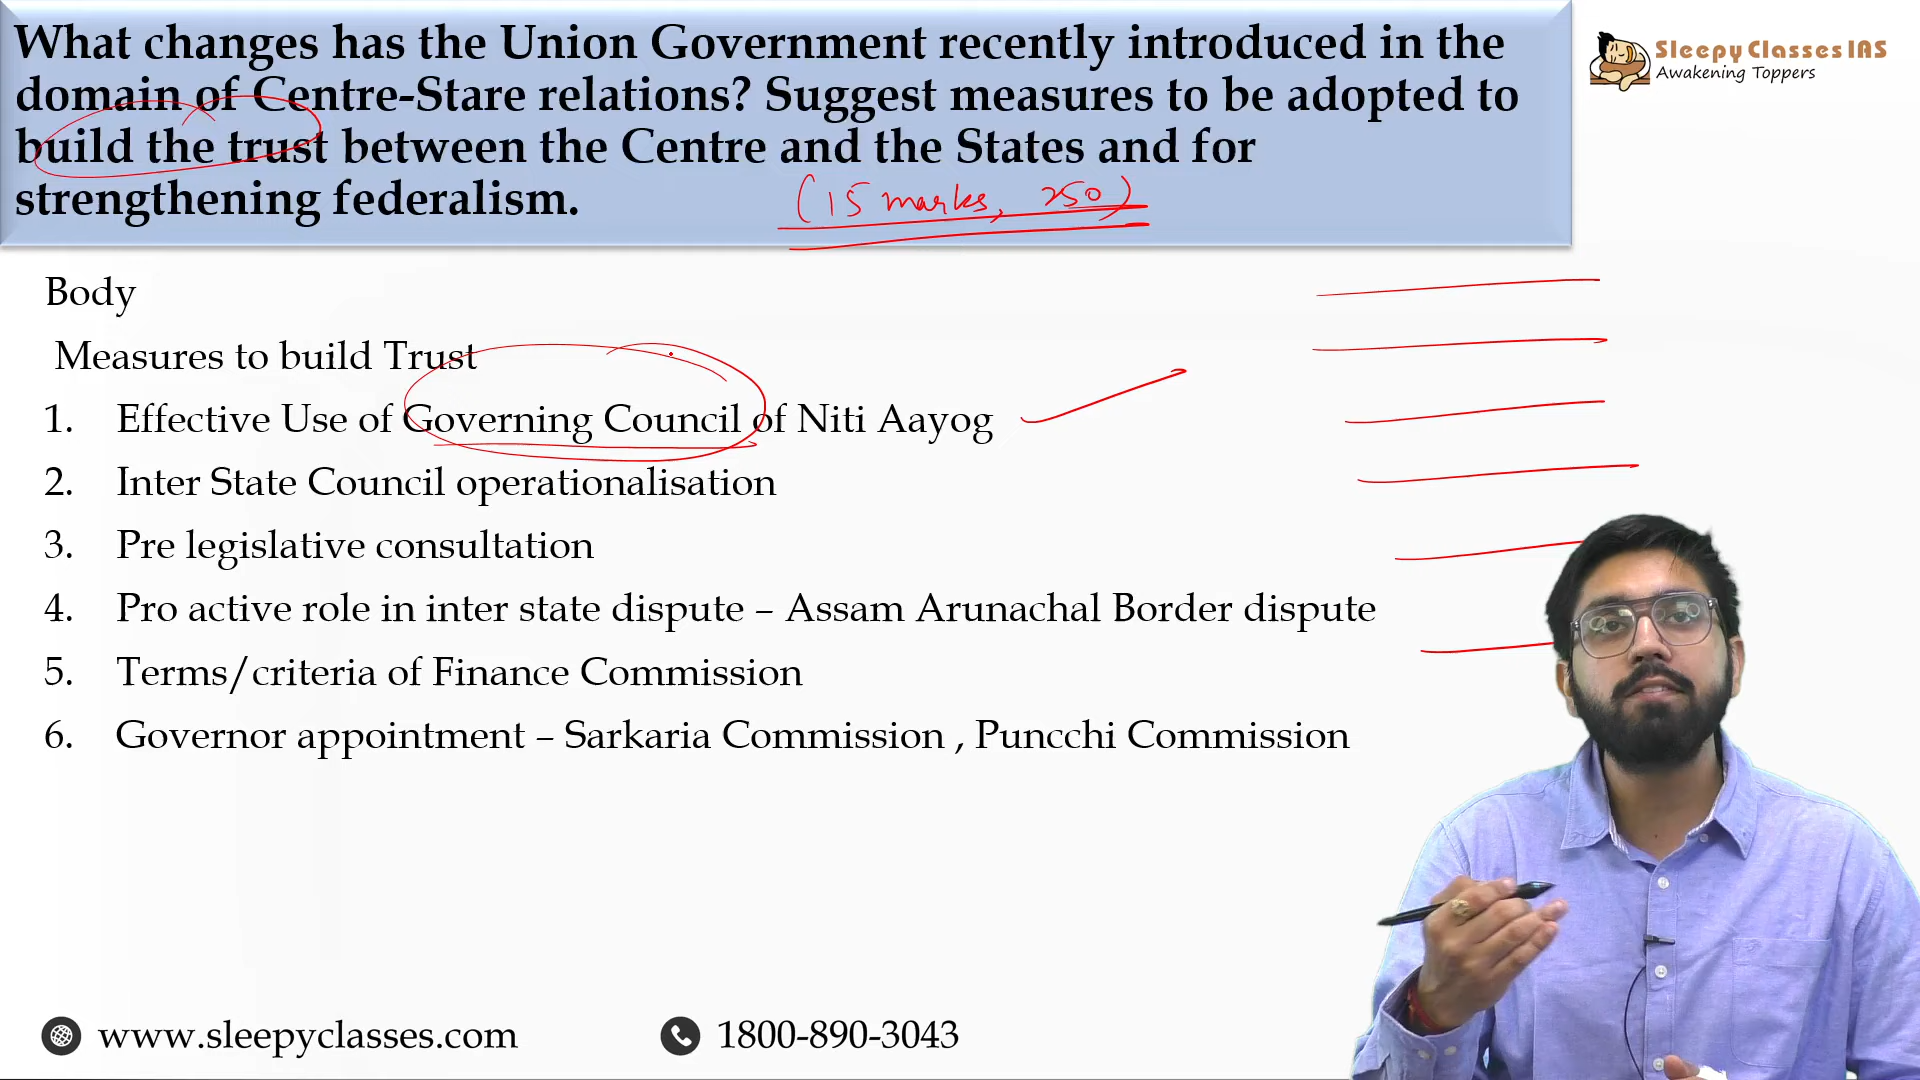 What changes has the Union Government recently introduced in the
domain of Centre-Stare relations? Suggest measures to be adopted to
build the trust between the Centre and the States and for
strengthening federalism.
(15 marks, 250)
Sleepy Classes IAS
Awakening Toppers
Body
Measures to build Trust
1. Effective Use of Governing Council of Niti Aayog
2. Inter State Council operationalisation
3. Pre legislative consultation
4. Pro active role in inter state dispute – Assam Arunachal Border dispute
5. Terms/criteria of Finance Commission
6. Governor appointment – Sarkaria Commission , Puncchi Commission
www.sleepyclasses.com
1800-890-3043